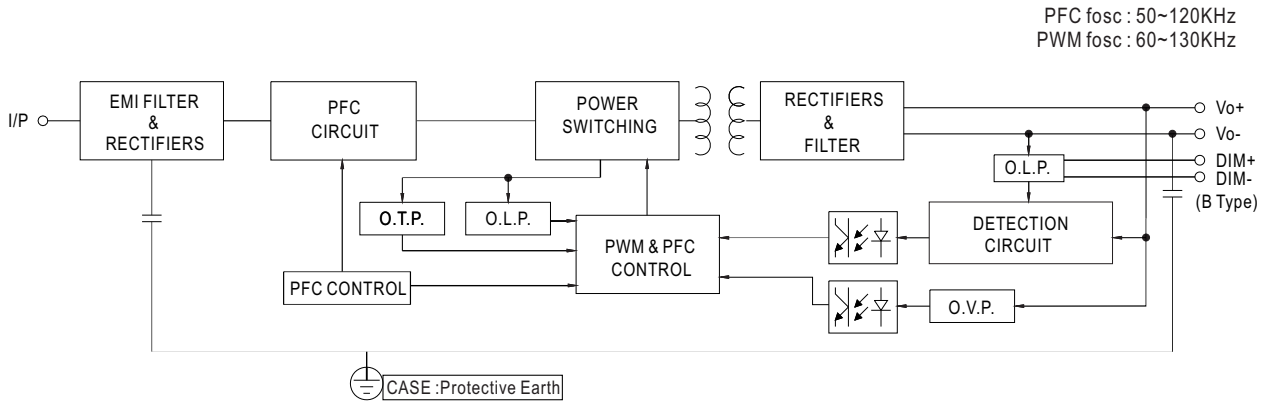 PFC fosc : 50~120KHz
PWM fosc : 60~130KHz
I/P
EMI FILTER
&
RECTIFIERS
PFC
CIRCUIT
POWER
SWITCHING
RECTIFIERS
&
FILTER
Vo+
Vo-
DIM+
DIM-
(B Type)
O.L.P.
O.T.P.
O.L.P.
PWM & PFC
CONTROL
DETECTION
CIRCUIT
PFC CONTROL
O.V.P.
CASE :Protective Earth